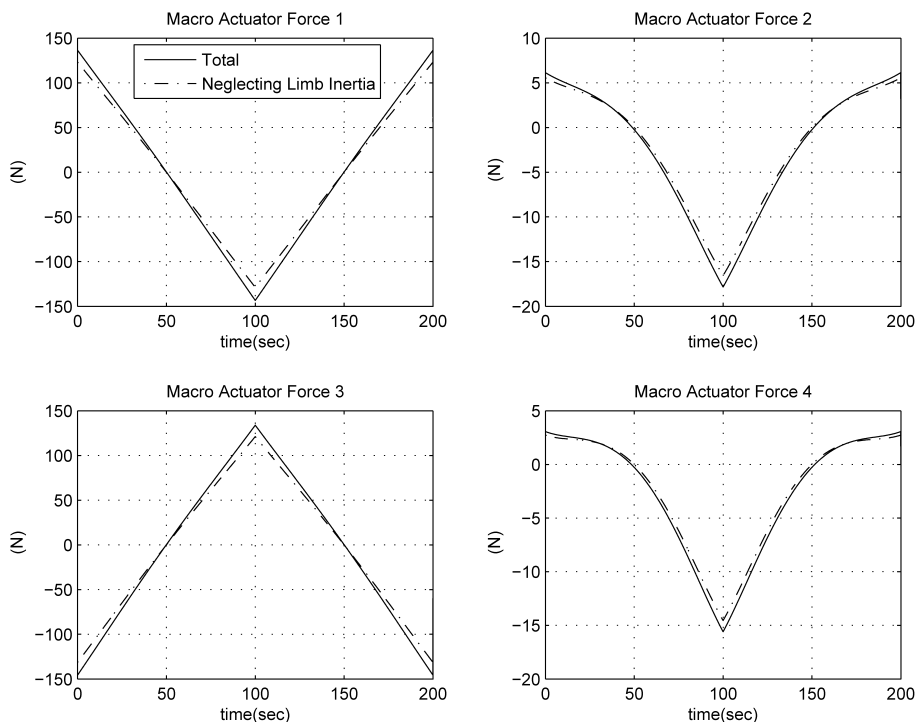 Macro Actuator Force 1
150
100
50
0
−50
−100
−150
(N)
Total
Neglecting Limb Inertia
0 50 100 150 200
time(sec)
Macro Actuator Force 2
10
5
0
−5
−10
−15
−20
(N)
0 50 100 150 200
time(sec)
Macro Actuator Force 3
150
100
50
0
−50
−100
−150
(N)
0 50 100 150 200
time(sec)
Macro Actuator Force 4
5
0
−5
−10
−15
−20
(N)
0 50 100 150 200
time(sec)